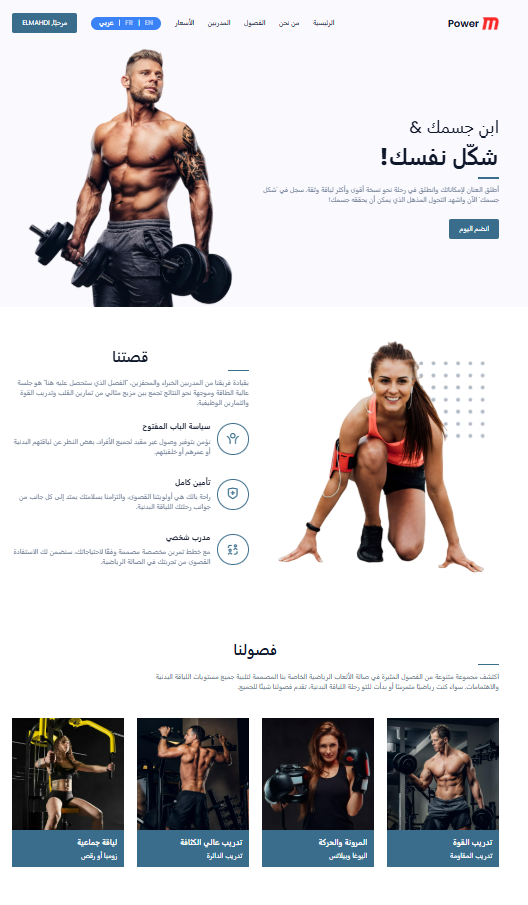 Power m
الرئيسية
من نحن
الفصول
المدربين
الأسعار
EN | FR | عربي
مرحبًا, ELMAHDI
ابنِ جسمك &
شكّل نفسك!
أطلق العنان لإمكاناتك وانطلق في رحلة نحو نسخة أقوى وأكثر لياقة وثقة. سجل في 'شكل
جسمك' الآن واشهد التحول المذهل الذي يمكن أن يحققه جسمك!
انضم اليوم
قصتنا
بقيادة فريقنا من المدربين الخبراء والمحفزين، "الفصل الذي ستحصل عليه هنا" هو جلسة
عالية الطاقة وموجهة نحو النتائج تجمع بين مزيج مثالي من تمارين القلب وتدريب القوة
والتمارين الوظيفية.
سياسة الباب المفتوح
نؤمن بتوفير وصول غير مقيد لجميع الأفراد، بغض النظر عن لياقتهم البدنية
أو عمرهم أو خلفيتهم.
تأمين كامل
راحة بالك هي أولويتنا القصوى، والتزامنا بسلامتك يمتد إلى كل جانب من
جوانب رحلتك اللياقة البدنية.
مدرب شخصي
مع خطط تمرين مخصصة مصممة وفقًا لاحتياجاتك، سنضمن لك الاستفادة
القصوى من تجربتك في الصالة الرياضية.
فصولنا
اكتشف مجموعة متنوعة من الفصول المثيرة في صالة الألعاب الرياضية الخاصة بنا المصممة لتلبية جميع مستويات اللياقة البدنية
والاهتمامات. سواء كنت رياضيًا متمرسًا أو بدأت للتو رحلة اللياقة البدنية، تقدم فصولنا شيئًا للجميع.
تدريب القوة
تدريب المقاومة
المرونة والحركة
اليوغا وبيلاتس
تدريب عالي الكثافة
تدريب الدائرة
لياقة جماعية
زومبا أو رقص